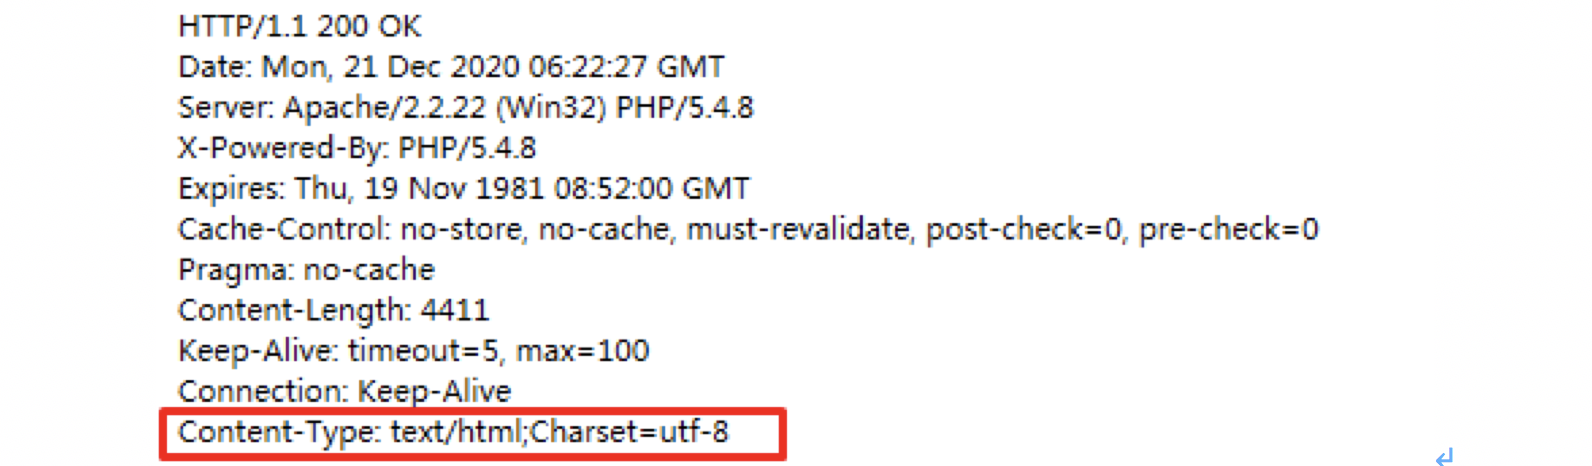 HTTP/1.1 200 OK
Date: Mon, 21 Dec 2020 06:22:27 GMT
Server: Apache/2.2.22 (Win32) PHP/5.4.8
X-Powered-By: PHP/5.4.8
Expires: Thu, 19 Nov 1981 08:52:00 GMT
Cache-Control: no-store, no-cache, must-revalidate, post-check=0, pre-check=0
Pragma: no-cache
Content-Length: 4411
Keep-Alive: timeout=5, max=100
Connection: Keep-Alive
Content-Type: text/html;Charset=utf-8